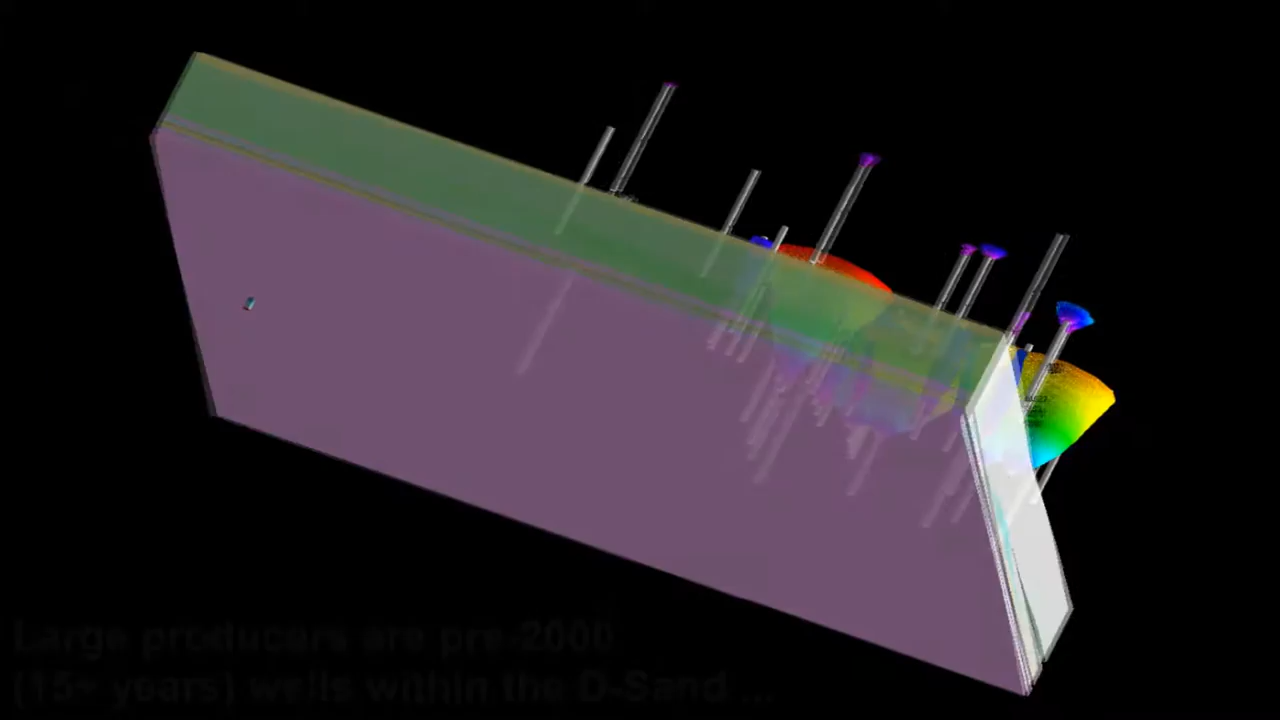 Large producers are pre-2000
(15+ years) wells within the D-Sand ...